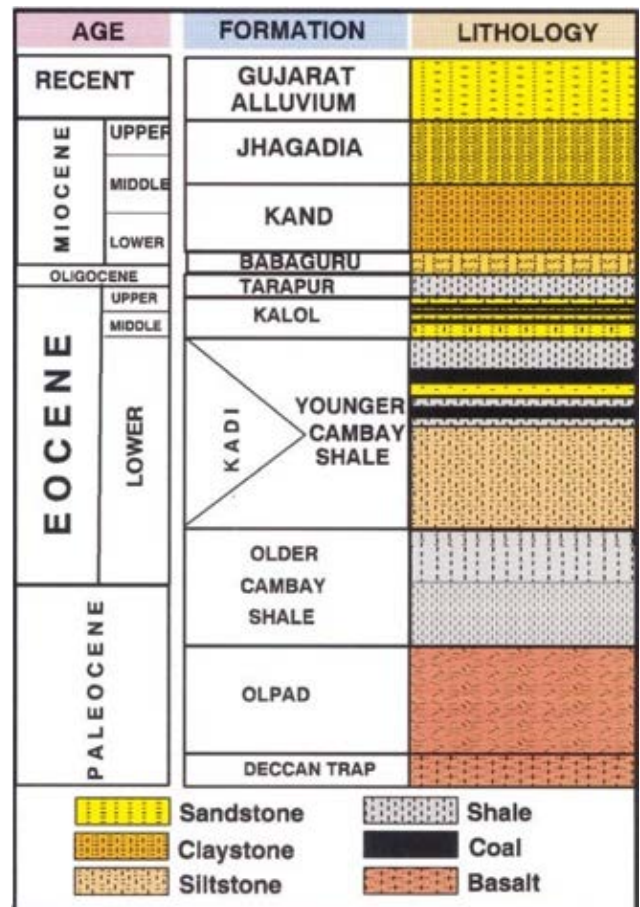 AGE FORMATION LITHOLOGY
RECENT
GUJARAT
ALLUVIUM
MIOCENE
UPPER
JHAGADIA
MIDDLE
KAND
LOWER
BABAGURU
OLIGOCENE
TARAPUR
EOCENE
UPPER
KALOL
MIDDLE
LOWER
KADI
YOUNGER
CAMBAY
SHALE
OLDER
CAMBAY
SHALE
PALEOCENE
OLPAD
DECCAN TRAP
Sandstone Shale
Claystone Coal
Siltstone Basalt